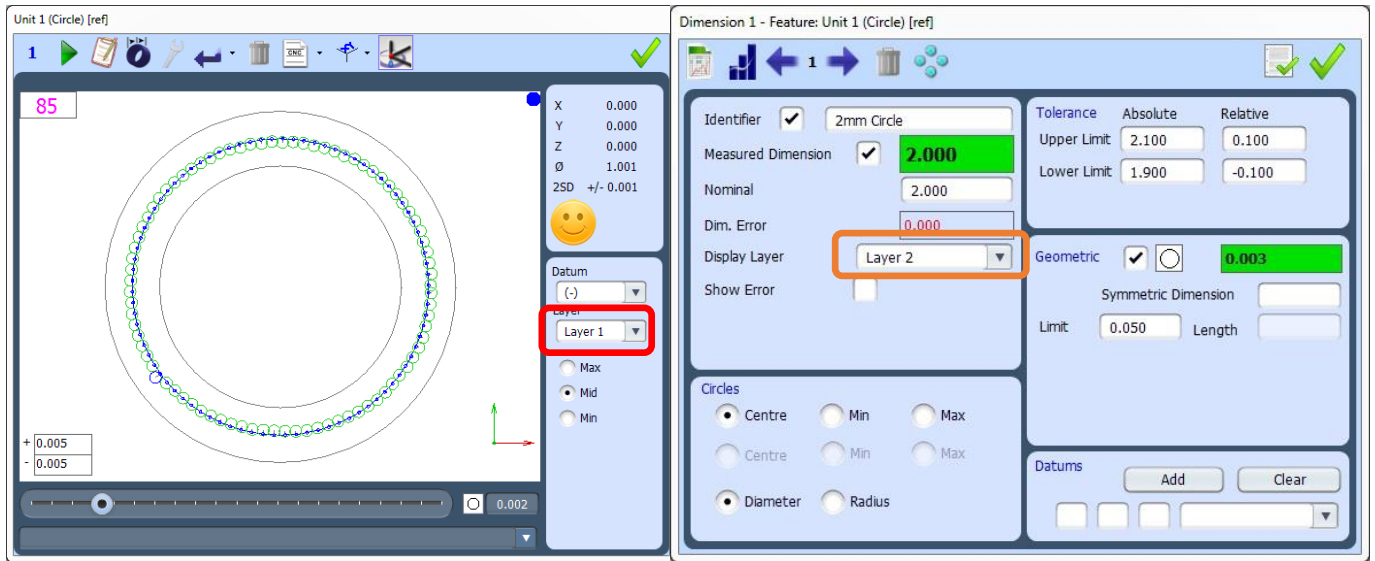 Unit 1 (Circle) [ref]
1
CNC
85
X 0.000
Y 0.000
Z 0.000
Ø 1.001
2SD +/- 0.001
Datum
(-)
Layer
Layer 1
Max
Mid
Min
+ 0.005
- 0.005
0.002
Dimension 1 - Feature: Unit 1 (Circle) [ref]
1
Identifier 2mm Circle
Measured Dimension 2.000
Nominal 2.000
Dim. Error 0.000
Display Layer Layer 2
Show Error
Circles
Centre Min Max
Centre Min Max
Diameter Radius
Tolerance Absolute Relative
Upper Limit 2.100 0.100
Lower Limit 1.900 -0.100
Geometric 0.003
Symmetric Dimension
Limit 0.050 Length
Datums Add Clear